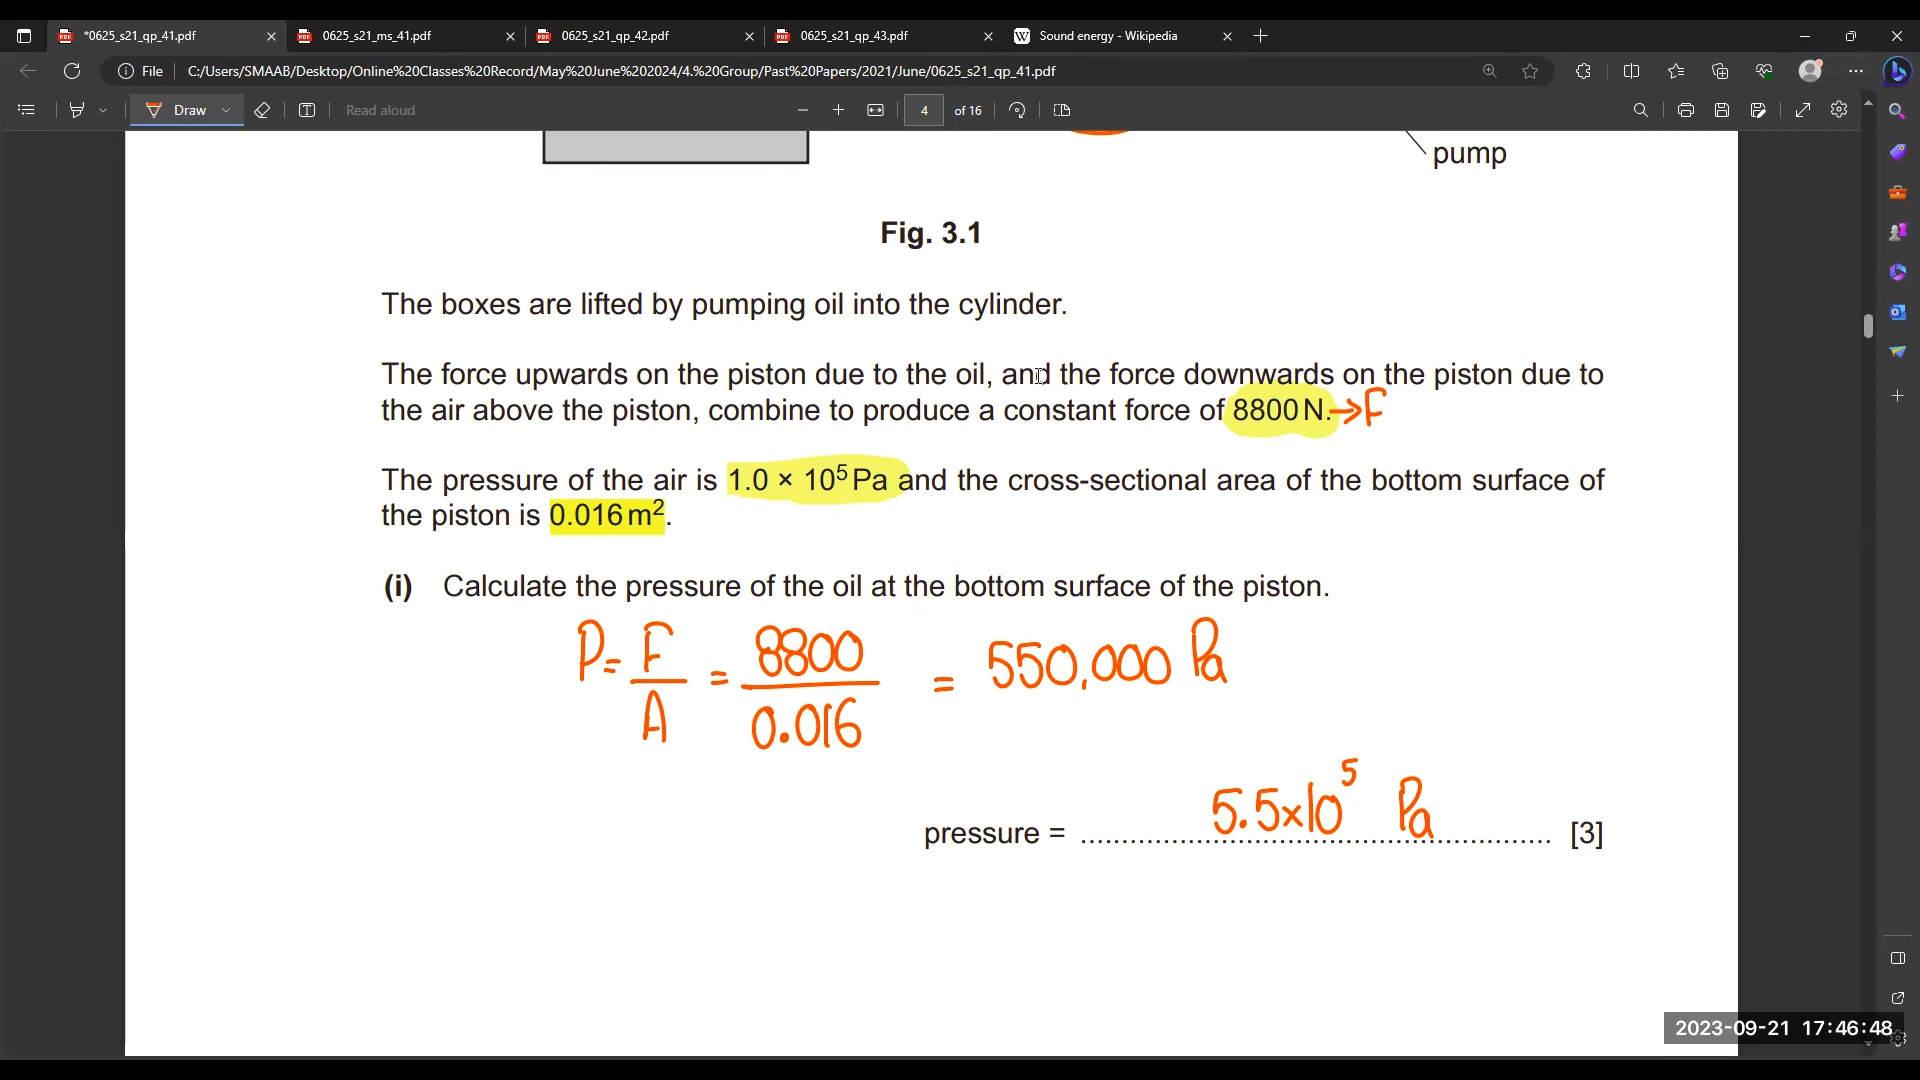 *0625_s21_qp_41.pdf
0625_s21_ms_41.pdf
0625_s21_qp_42.pdf
0625_s21_qp_43.pdf
W Sound energy - Wikipedia
File C:/Users/SMAAB/Desktop/Online%20Classes%20Record/May%20June%202024/4.%20Group/Past%20Papers/2021/June/0625_s21_qp_41.pdf
Draw Read aloud 4 of 16
pump
Fig. 3.1
The boxes are lifted by pumping oil into the cylinder.
The force upwards on the piston due to the oil, and the force downwards on the piston due to
the air above the piston, combine to produce a constant force of 8800 N. → F
The pressure of the air is 1.0 × 10⁵ Pa and the cross-sectional area of the bottom surface of
the piston is 0.016 m².
(i) Calculate the pressure of the oil at the bottom surface of the piston.
P = F/A = 8800/0.016 = 550,000 Pa
5.5×10⁵ Pa
pressure = ......................................................... [3]
2023-09-21 17:46:48